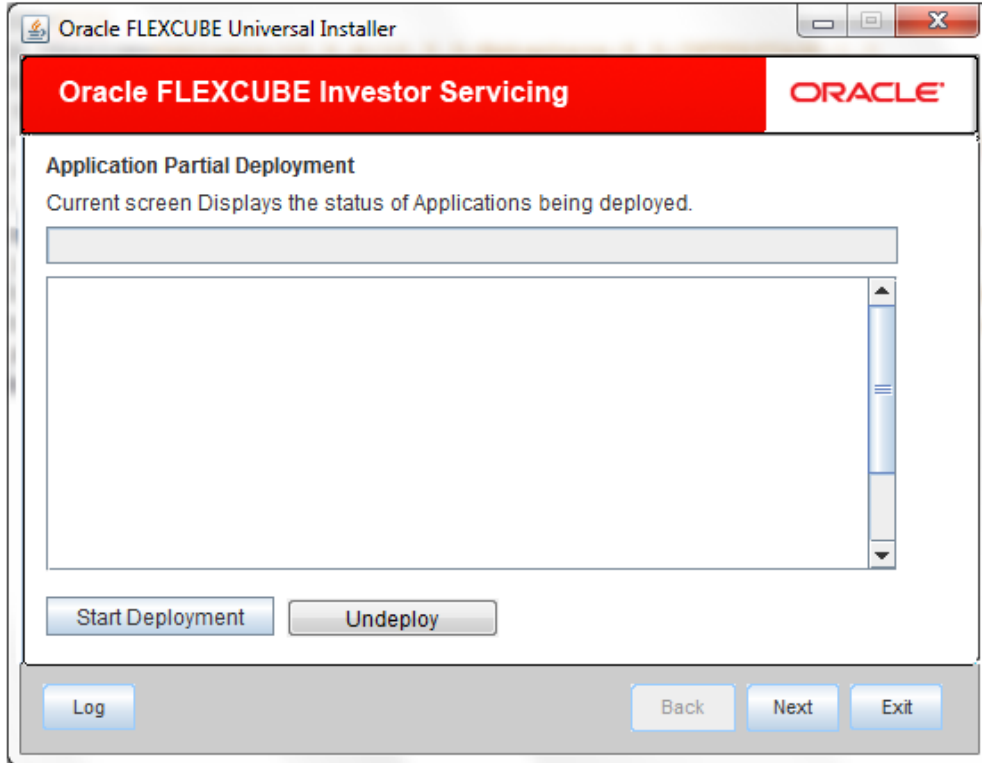 Oracle FLEXCUBE Universal Installer
Oracle FLEXCUBE Investor Servicing
ORACLE
Application Partial Deployment
Current screen Displays the status of Applications being deployed.
Start Deployment Undeploy
Log Back Next Exit